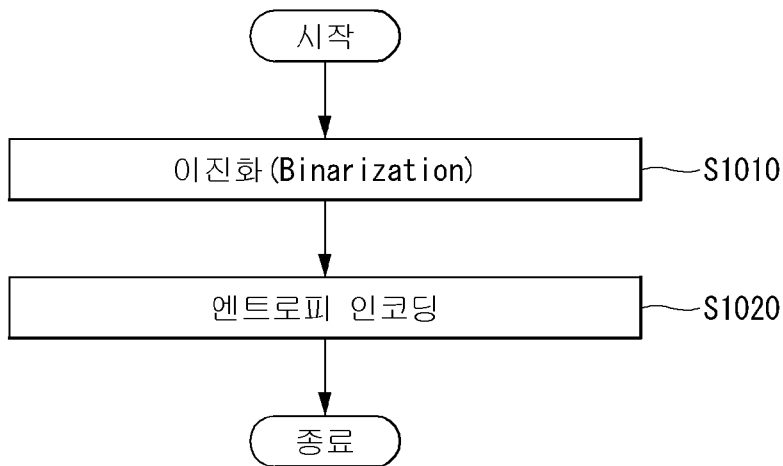 시작
이진화(Binarization)
S1010
엔트로피 인코딩
S1020
종료